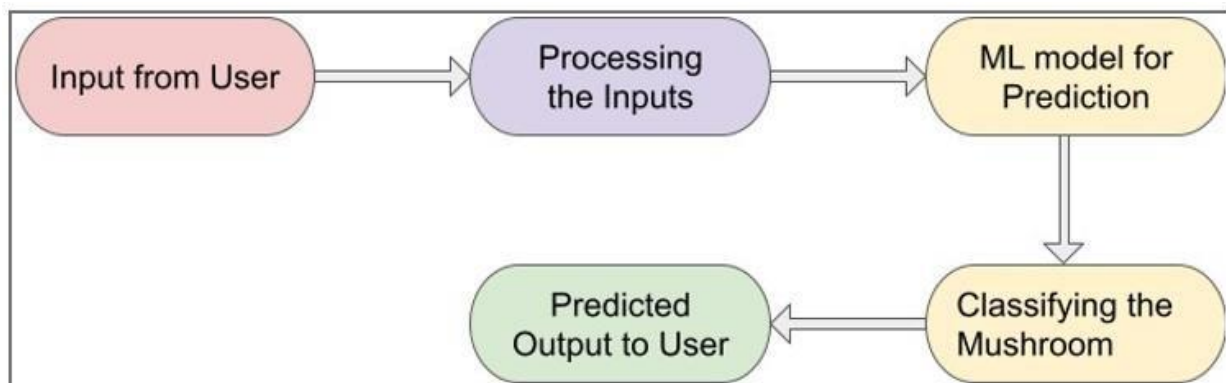 Input from User
Processing
the Inputs
ML model for
Prediction
Classifying the
Mushroom
Predicted
Output to User